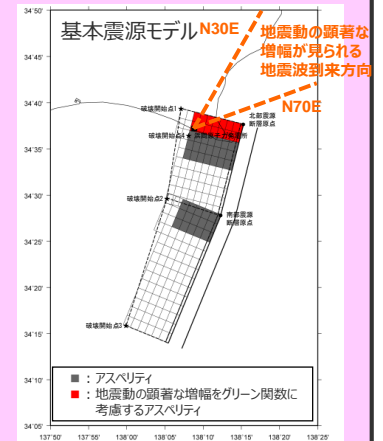 基本震源モデル
N30E
地震動の顕著な
増幅が見られる
地震波到来方向
N70E
34˚50'
34˚45'
34˚40'
34˚35'
34˚30'
34˚25'
34˚20'
34˚15'
34˚10'
34˚05'
破壊開始点1
北部震源
断層原点
破壊開始点4
破壊開始点2
南部震源
断層原点
破壊開始点3
■ ：アスペリティ
■ ：地震動の顕著な増幅をグリーン関数に
考慮するアスペリティ
137˚50' 137˚55' 138˚00' 138˚05' 138˚10' 138˚15' 138˚20' 138˚25'